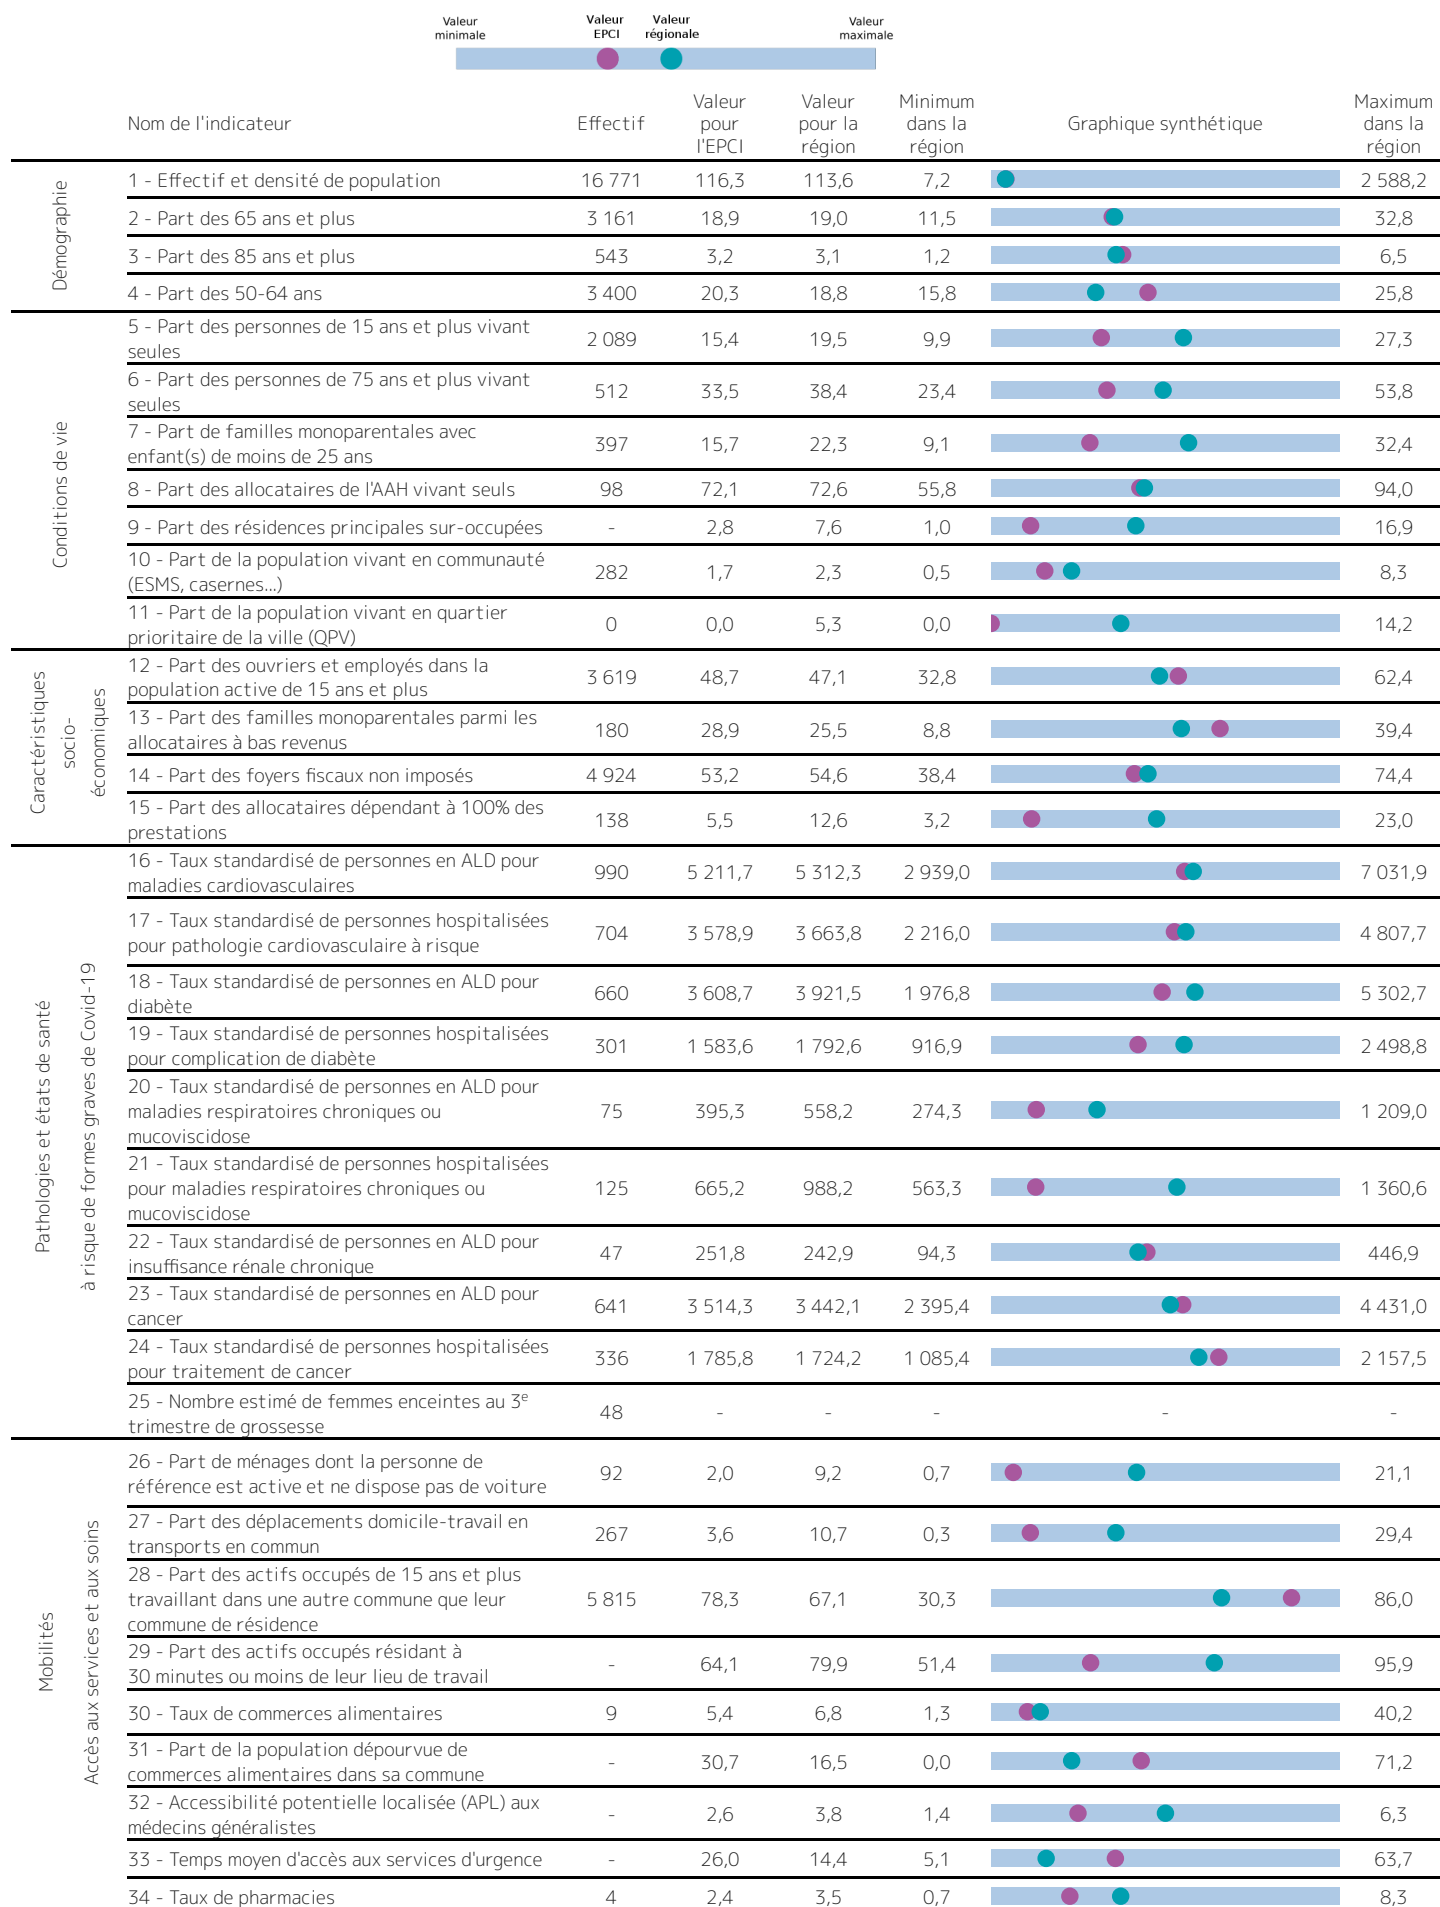 Valeur minimale
Valeur EPCI
Valeur régionale
Valeur maximale
Nom de l'indicateur
Effectif
Valeur pour l'EPCI
Valeur pour la région
Minimum dans la région
Graphique synthétique
Maximum dans la région
Démographie
1 - Effectif et densité de population 16 771 116,3 113,6 7,2 2 588,2
2 - Part des 65 ans et plus 3 161 18,9 19,0 11,5 32,8
3 - Part des 85 ans et plus 543 3,2 3,1 1,2 6,5
4 - Part des 50-64 ans 3 400 20,3 18,8 15,8 25,8
Conditions de vie
5 - Part des personnes de 15 ans et plus vivant
seules 2 089 15,4 19,5 9,9 27,3
6 - Part des personnes de 75 ans et plus vivant
seules 512 33,5 38,4 23,4 53,8
7 - Part de familles monoparentales avec
enfant(s) de moins de 25 ans 397 15,7 22,3 9,1 32,4
8 - Part des allocataires de l'AAH vivant seuls 98 72,1 72,6 55,8 94,0
9 - Part des résidences principales sur-occupées - 2,8 7,6 1,0 16,9
10 - Part de la population vivant en communauté
(ESMS, casernes...) 282 1,7 2,3 0,5 8,3
11 - Part de la population vivant en quartier
prioritaire de la ville (QPV) 0 0,0 5,3 0,0 14,2
Caractéristiques
socio-
économiques
12 - Part des ouvriers et employés dans la
population active de 15 ans et plus 3 619 48,7 47,1 32,8 62,4
13 - Part des familles monoparentales parmi les
allocataires à bas revenus 180 28,9 25,5 8,8 39,4
14 - Part des foyers fiscaux non imposés 4 924 53,2 54,6 38,4 74,4
15 - Part des allocataires dépendant à 100% des
prestations 138 5,5 12,6 3,2 23,0
Pathologies et états de santé
à risque de formes graves de Covid-19
16 - Taux standardisé de personnes en ALD pour
maladies cardiovasculaires 990 5 211,7 5 312,3 2 939,0 7 031,9
17 - Taux standardisé de personnes hospitalisées
pour pathologie cardiovasculaire à risque 704 3 578,9 3 663,8 2 216,0 4 807,7
18 - Taux standardisé de personnes en ALD pour
diabète 660 3 608,7 3 921,5 1 976,8 5 302,7
19 - Taux standardisé de personnes hospitalisées
pour complication de diabète 301 1 583,6 1 792,6 916,9 2 498,8
20 - Taux standardisé de personnes en ALD pour
maladies respiratoires chroniques ou
mucoviscidose 75 395,3 558,2 274,3 1 209,0
21 - Taux standardisé de personnes hospitalisées
pour maladies respiratoires chroniques ou
mucoviscidose 125 665,2 988,2 563,3 1 360,6
22 - Taux standardisé de personnes en ALD pour
insuffisance rénale chronique 47 251,8 242,9 94,3 446,9
23 - Taux standardisé de personnes en ALD pour
cancer 641 3 514,3 3 442,1 2 395,4 4 431,0
24 - Taux standardisé de personnes hospitalisées
pour traitement de cancer 336 1 785,8 1 724,2 1 085,4 2 157,5
25 - Nombre estimé de femmes enceintes au 3e
trimestre de grossesse 48 - - - - -
Mobilités
Accès aux services et aux soins
26 - Part de ménages dont la personne de
référence est active et ne dispose pas de voiture 92 2,0 9,2 0,7 21,1
27 - Part des déplacements domicile-travail en
transports en commun 267 3,6 10,7 0,3 29,4
28 - Part des actifs occupés de 15 ans et plus
travaillant dans une autre commune que leur
commune de résidence 5 815 78,3 67,1 30,3 86,0
29 - Part des actifs occupés résidant à
30 minutes ou moins de leur lieu de travail - 64,1 79,9 51,4 95,9
30 - Taux de commerces alimentaires 9 5,4 6,8 1,3 40,2
31 - Part de la population dépourvue de
commerces alimentaires dans sa commune - 30,7 16,5 0,0 71,2
32 - Accessibilité potentielle localisée (APL) aux
médecins généralistes - 2,6 3,8 1,4 6,3
33 - Temps moyen d'accès aux services d'urgence - 26,0 14,4 5,1 63,7
34 - Taux de pharmacies 4 2,4 3,5 0,7 8,3